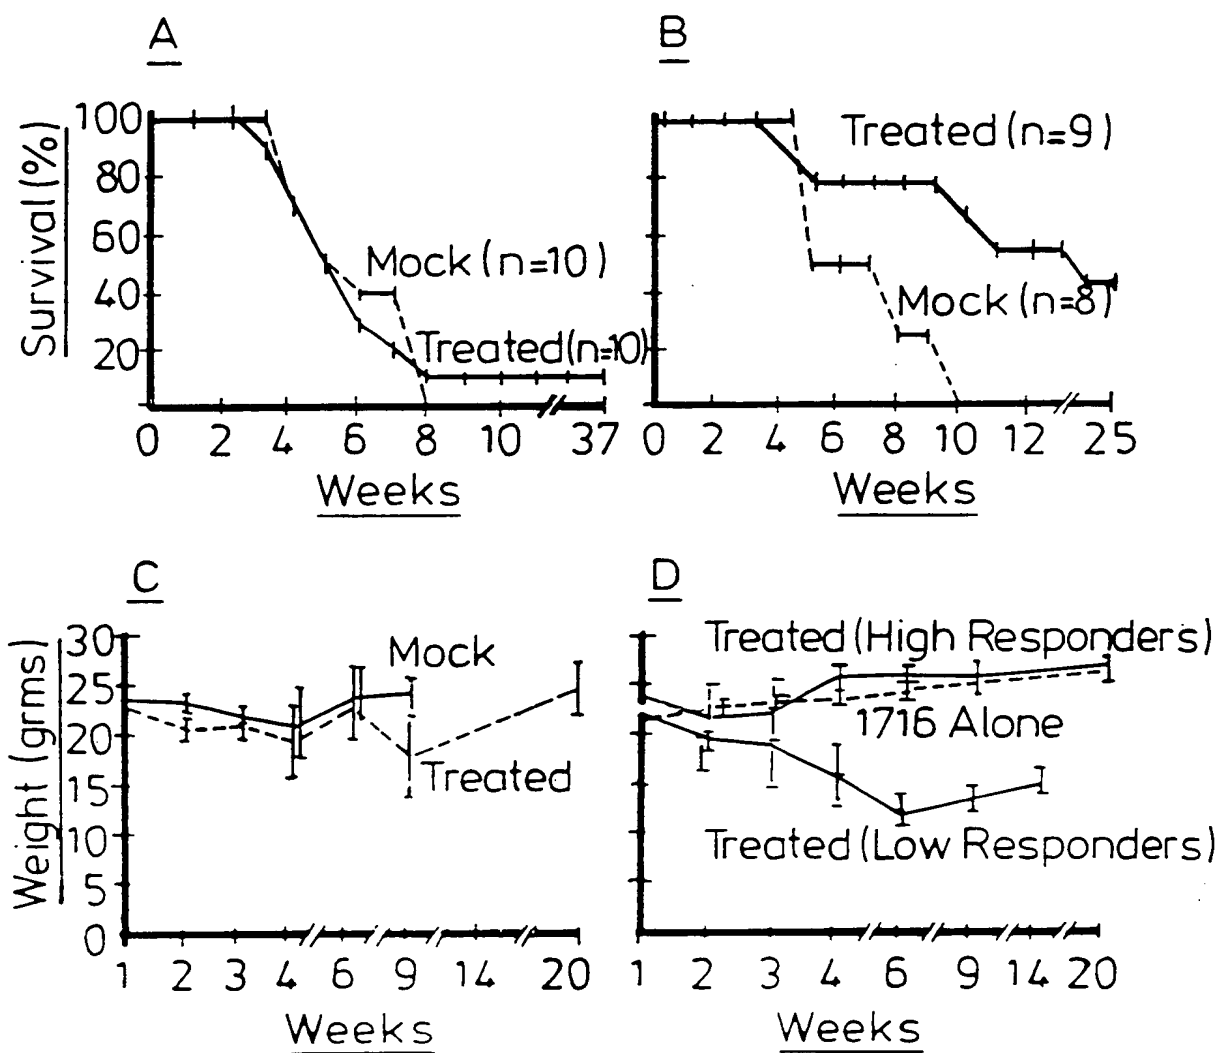 A
Survival (%)
100
80
60
40
20
Mock (n=10)
Treated (n=10)
0 2 4 6 8 10 37
Weeks
B
Treated (n=9)
Mock (n=8)
0 2 4 6 8 10 12 25
Weeks
C
Weight (grms)
30
25
20
15
10
5
0
Mock
Treated
1 2 3 4 6 9 14 20
Weeks
D
Treated (High Responders)
1716 Alone
Treated (Low Responders)
1 2 3 4 6 9 14 20
Weeks